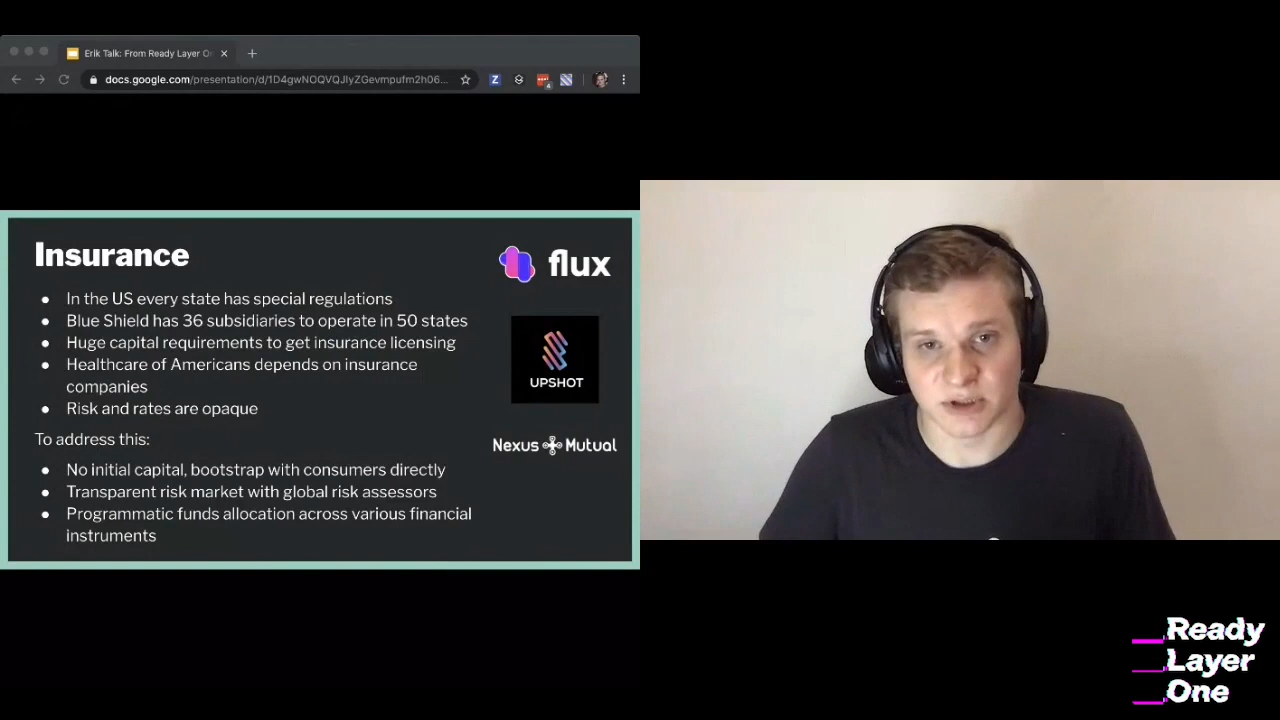 Erik Talk: From Ready Layer On
docs.google.com/presentation/d/1D4gwNOQVQJIyZGevmpufm2h06...
Insurance
flux
In the US every state has special regulations
Blue Shield has 36 subsidiaries to operate in 50 states
Huge capital requirements to get insurance licensing
Healthcare of Americans depends on insurance
companies
Risk and rates are opaque
UPSHOT
To address this:
Nexus Mutual
No initial capital, bootstrap with consumers directly
Transparent risk market with global risk assessors
Programmatic funds allocation across various financial
instruments
Ready
Layer
One